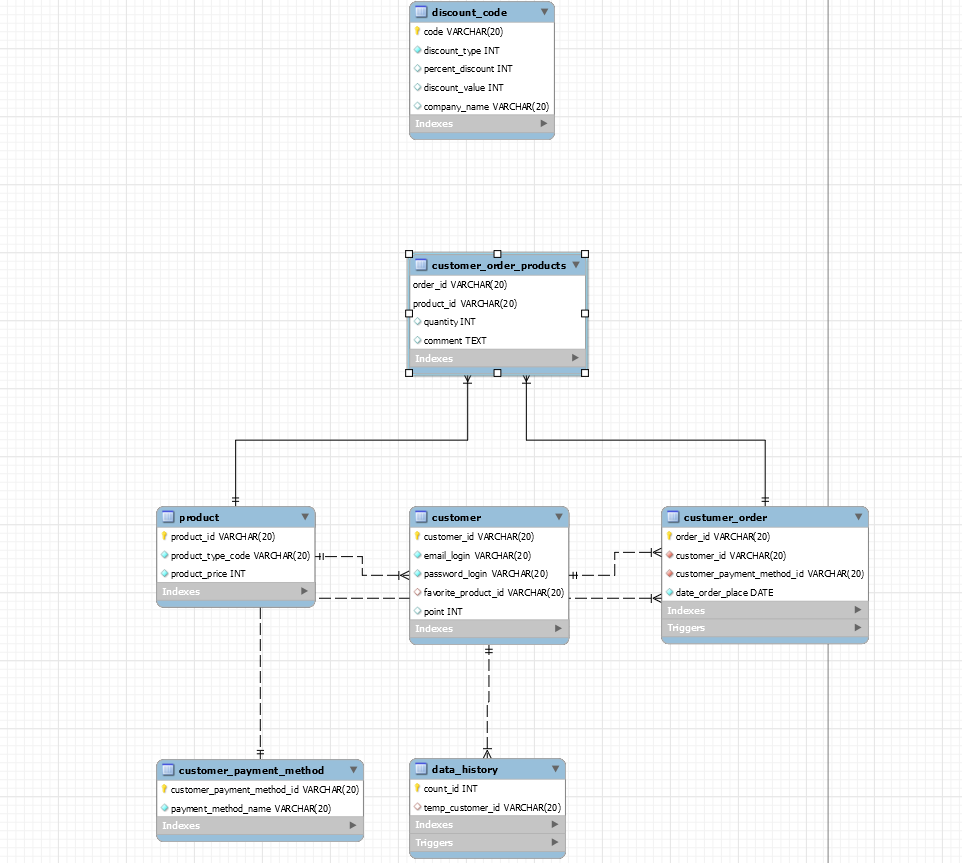 discount_code
code VARCHAR(20)
discount_type INT
percent_discount INT
discount_value INT
company_name VARCHAR(20)
Indexes
customer_order_products
order_id VARCHAR(20)
product_id VARCHAR(20)
quantity INT
comment TEXT
Indexes
product
product_id VARCHAR(20)
product_type_code VARCHAR(20)
product_price INT
Indexes
customer
customer_id VARCHAR(20)
email_login VARCHAR(20)
password_login VARCHAR(20)
favorite_product_id VARCHAR(20)
point INT
Indexes
custumer_order
order_id VARCHAR(20)
customer_id VARCHAR(20)
customer_payment_method_id VARCHAR(20)
date_order_place DATE
Indexes
Triggers
customer_payment_method
customer_payment_method_id VARCHAR(20)
payment_method_name VARCHAR(20)
Indexes
data_history
count_id INT
temp_customer_id VARCHAR(20)
Indexes
Triggers